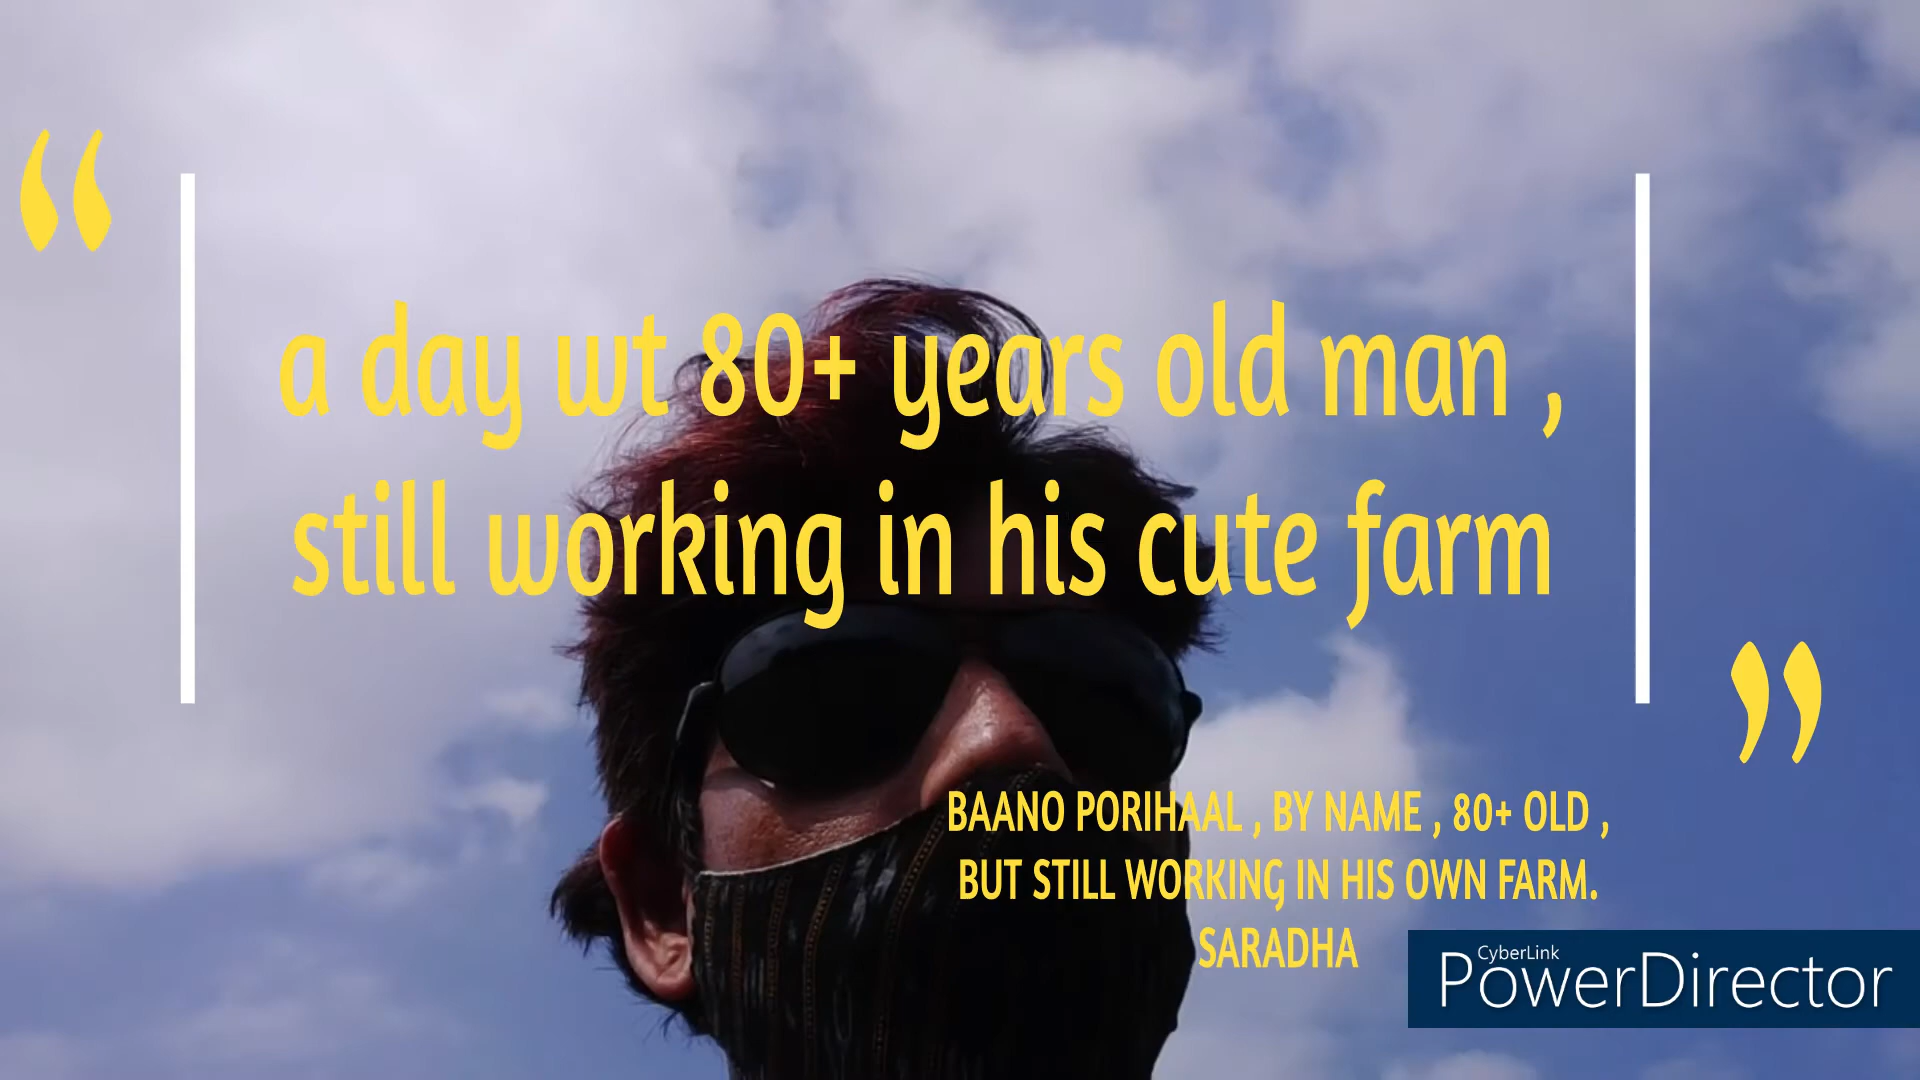 “
a day wt 80+ years old man ,
still working in his cute farm
”
BAANO PORIHAAL , BY NAME , 80+ OLD ,
BUT STILL WORKING IN HIS OWN FARM.
SARADHA
CyberLink
PowerDirector